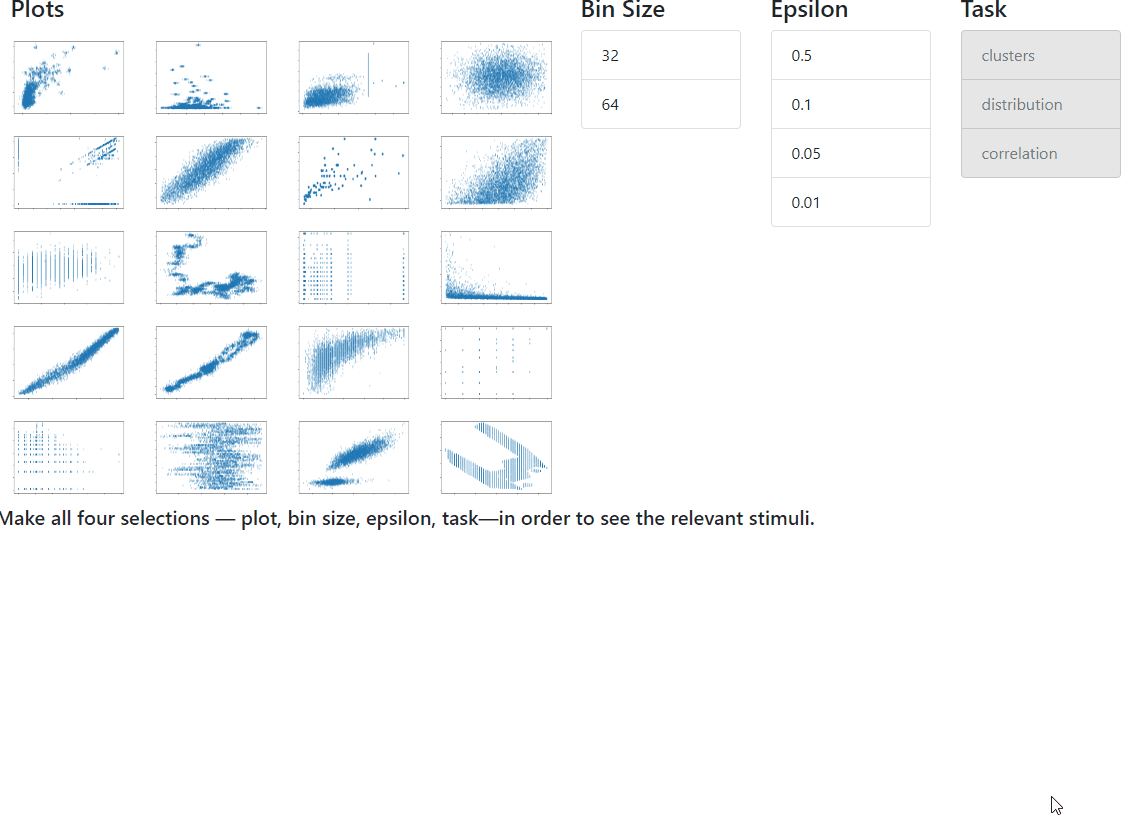 Plots
Bin Size
Epsilon
Task
32
64
0.5
0.1
0.05
0.01
clusters
distribution
correlation
Make all four selections — plot, bin size, epsilon, task—in order to see the relevant stimuli.